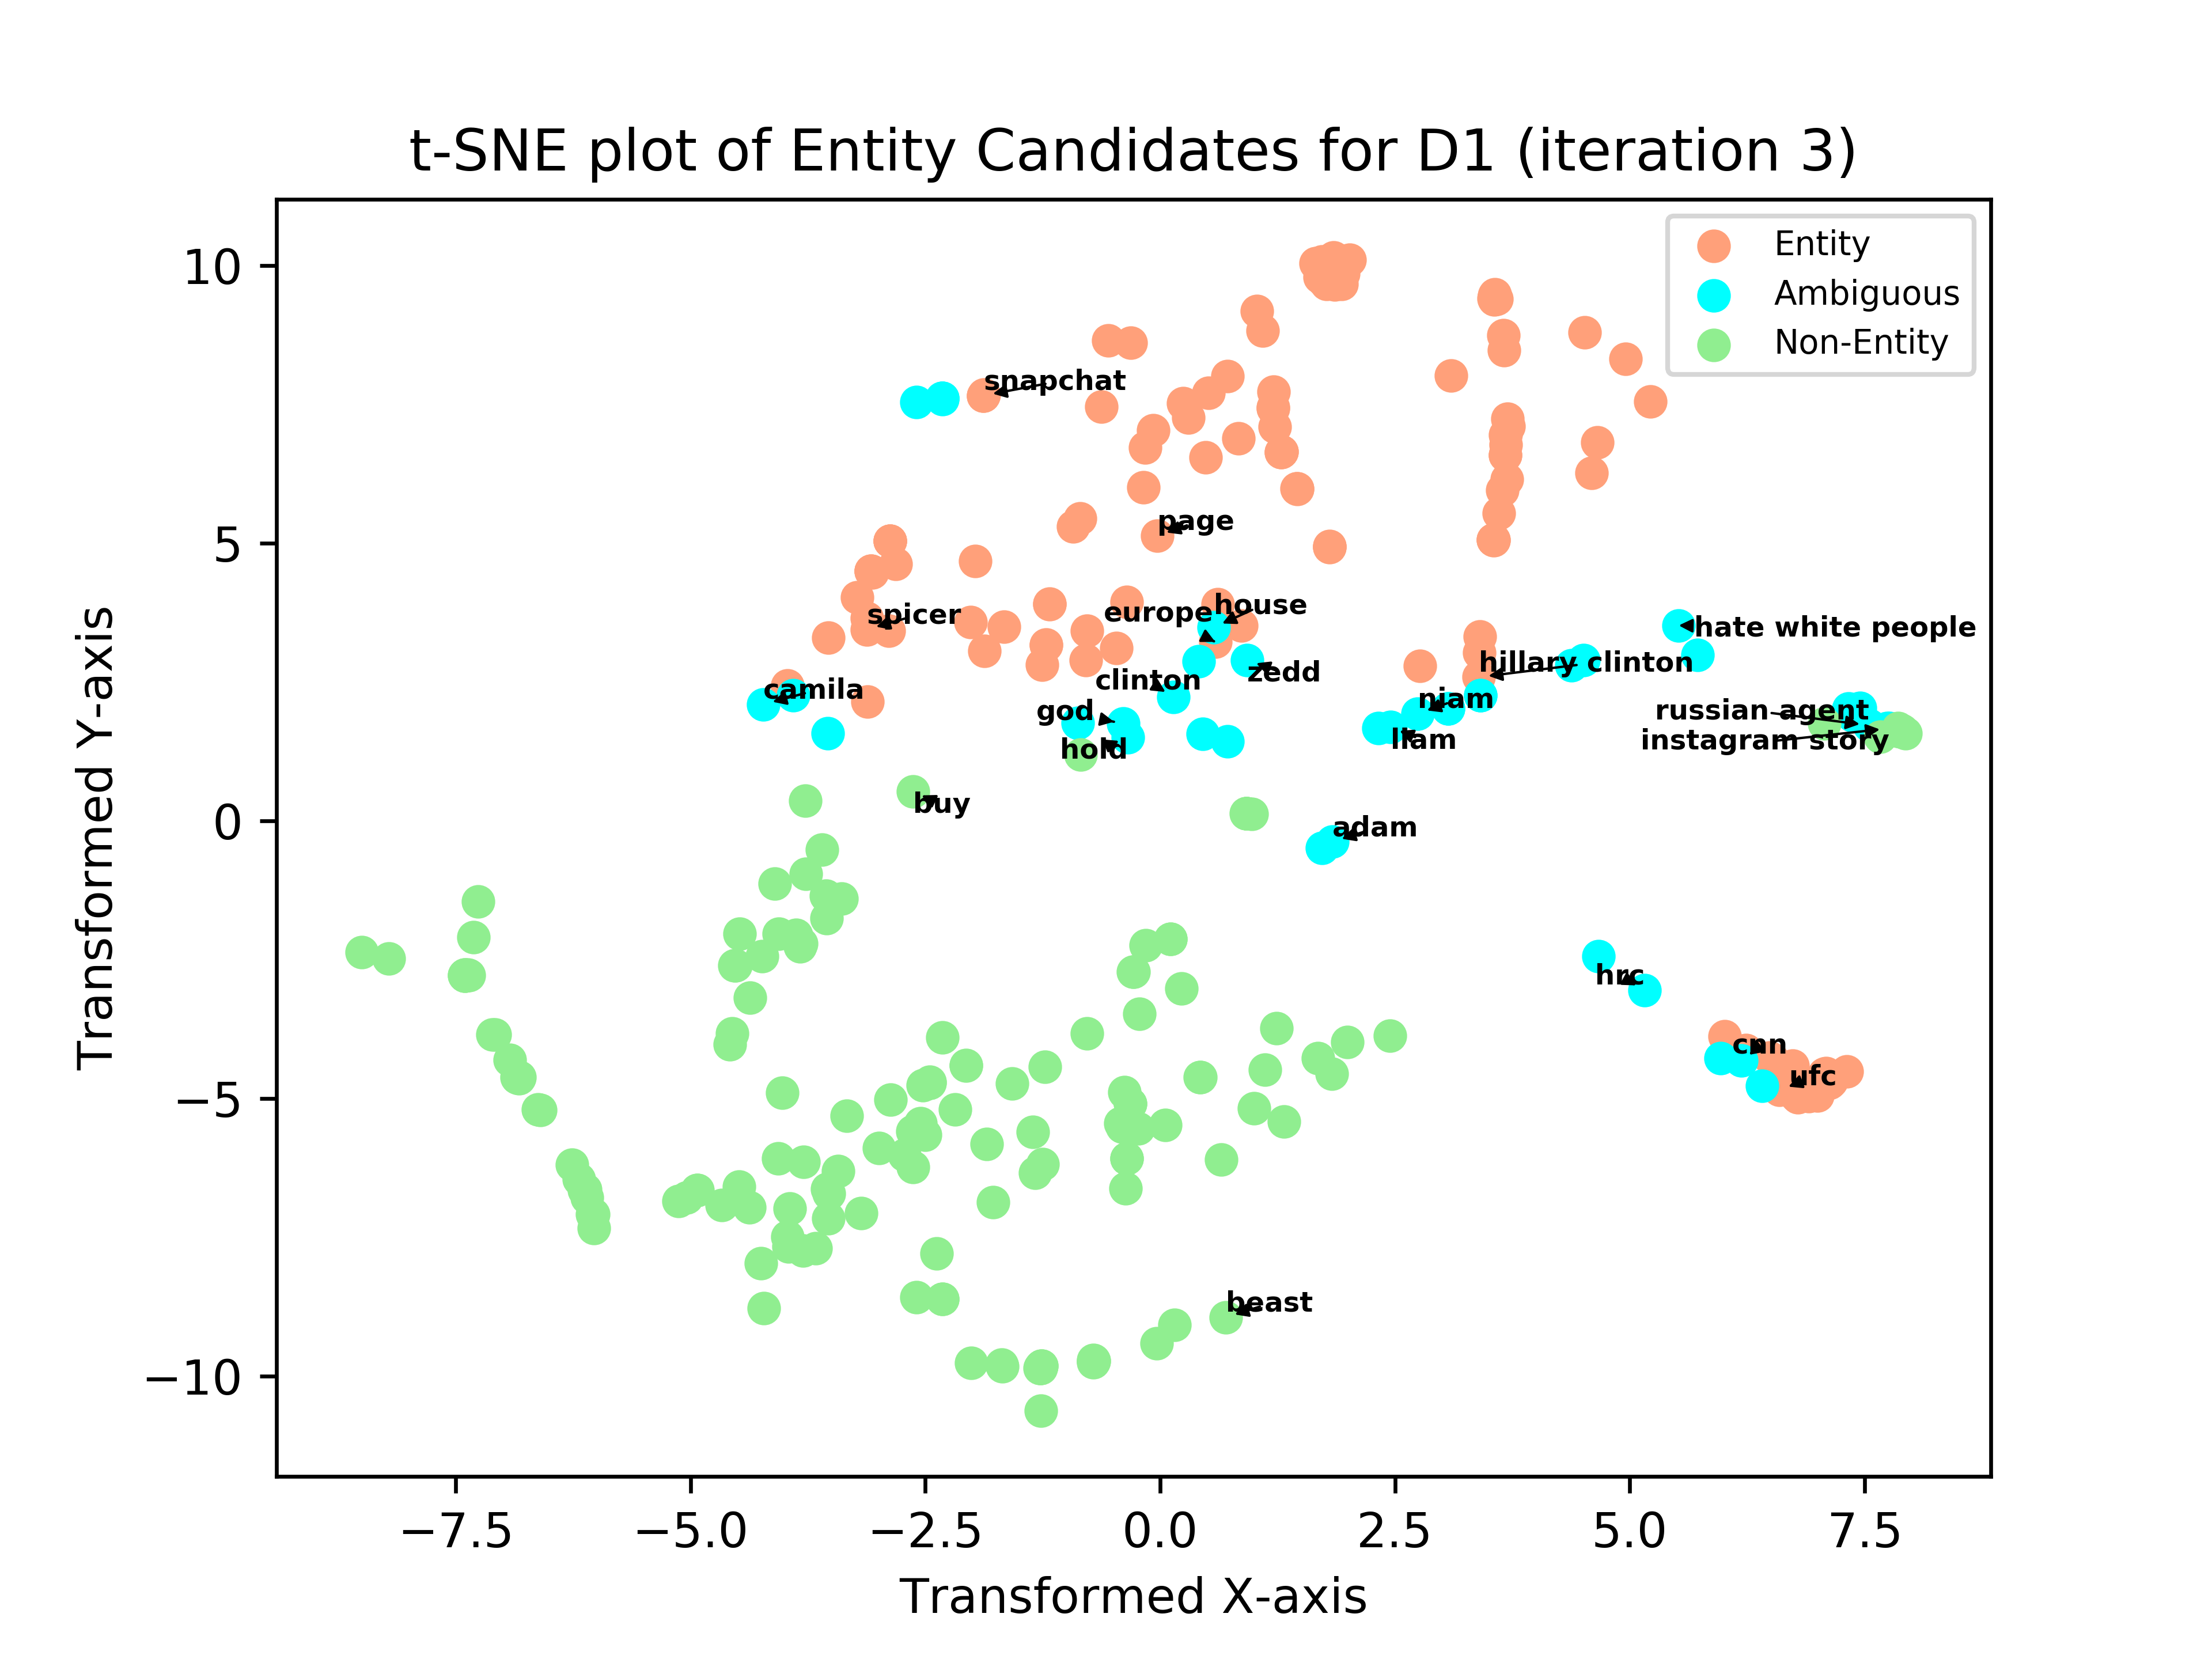 t-SNE plot of Entity Candidates for D1 (iteration 3)
Entity
Ambiguous
Non-Entity
Transformed Y-axis
10
5
0
−5
−10
snapchat
page
spicer
europe
house
hate white people
hillary clinton
zedd
clinton
camila
niam
god
russian agent
hold
liam
instagram story
buy
adam
hrc
cnn
ufc
beast
−7.5
−5.0
−2.5
0.0
2.5
5.0
7.5
Transformed X-axis